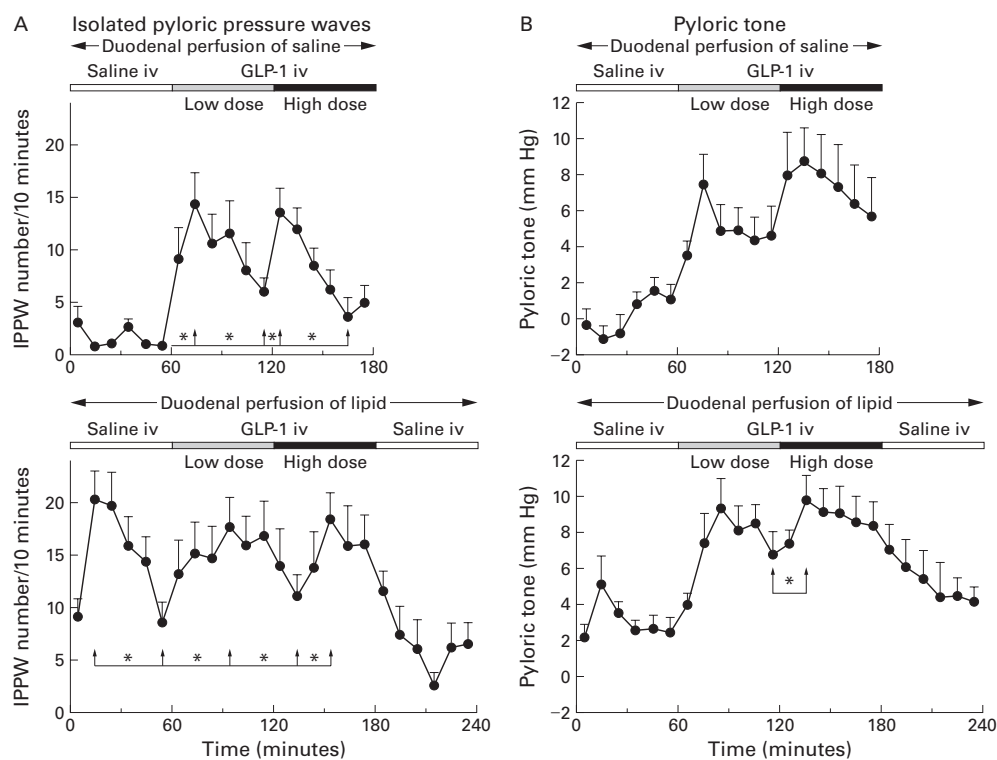 A Isolated pyloric pressure waves
Duodenal perfusion of saline
Saline iv GLP-1 iv
Low dose High dose
IPPW number/10 minutes
20
15
10
5
0
* * * *
0 60 120 180
Duodenal perfusion of lipid
Saline iv GLP-1 iv Saline iv
Low dose High dose
IPPW number/10 minutes
20
15
10
5
0
* * * *
0 60 120 180 240
Time (minutes)
B Pyloric tone
Duodenal perfusion of saline
Saline iv GLP-1 iv
Low dose High dose
Pyloric tone (mm Hg)
12
10
8
6
4
2
0
–2
0 60 120 180
Duodenal perfusion of lipid
Saline iv GLP-1 iv Saline iv
Low dose High dose
Pyloric tone (mm Hg)
12
10
8
6
4
2
0
–2
*
0 60 120 180 240
Time (minutes)